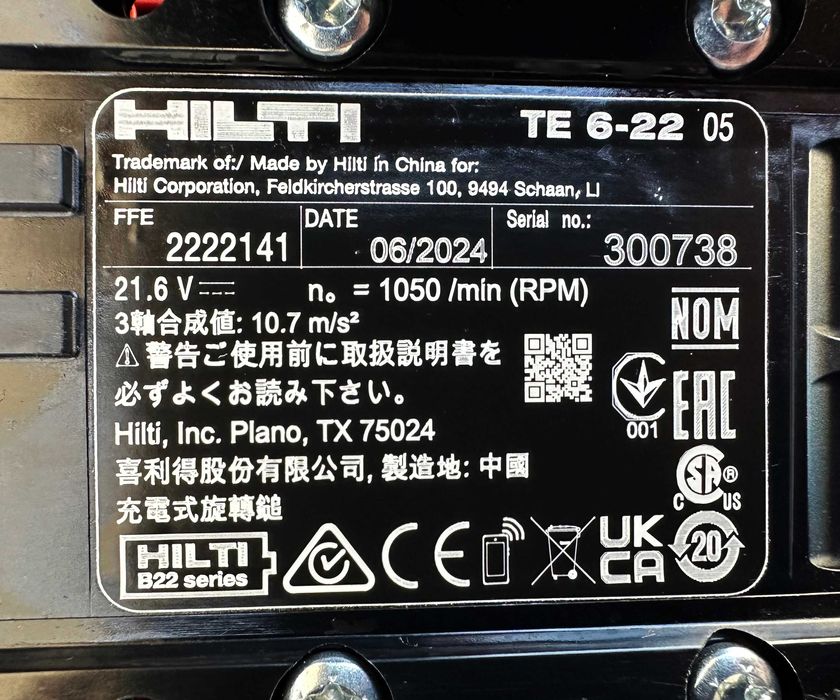 HILTI TE 6-22 05
Trademark of:/ Made by Hilti in China for:
Hilti Corporation, Feldkircherstrasse 100, 9494 Schaan, LI
FFE DATE Serial no.:
2222141 06/2024 300738
21.6 V n₀ = 1050 /min (RPM)
3軸合成値: 10.7 m/s²
⚠ 警告ご使用前に取扱説明書を
必ずよくお読み下さい。
Hilti, Inc. Plano, TX 75024
喜利得股份有限公司, 製造地: 中國
充電式旋轉鎚
NOM
001
EAC
C SA ® US
HILTI
B22 series
CE
UK
CA
20